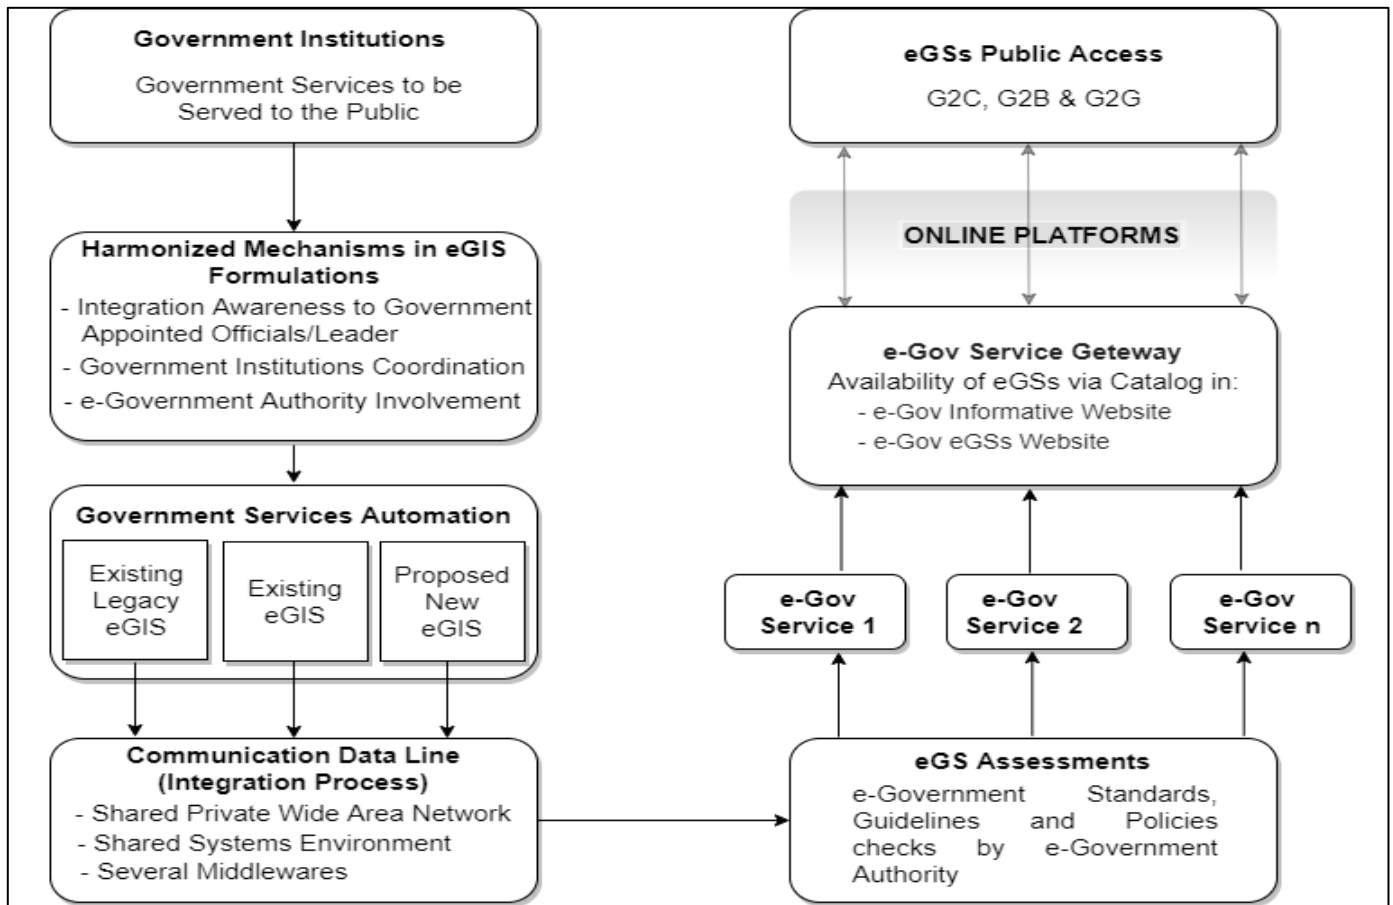 Government Institutions
Government Services to be
Served to the Public
Harmonized Mechanisms in eGIS
Formulations
- Integration Awareness to Government
Appointed Officials/Leader
- Government Institutions Coordination
- e-Government Authority Involvement
Government Services Automation
Existing
Legacy
eGIS
Existing
eGIS
Proposed
New
eGIS
Communication Data Line
(Integration Process)
- Shared Private Wide Area Network
- Shared Systems Environment
- Several Middlewares
eGSs Public Access
G2C, G2B & G2G
ONLINE PLATFORMS
e-Gov Service Geteway
Availability of eGSs via Catalog in:
- e-Gov Informative Website
- e-Gov eGSs Website
e-Gov
Service 1
e-Gov
Service 2
e-Gov
Service n
eGS Assessments
e-Government Standards,
Guidelines and Policies
checks by e-Government
Authority